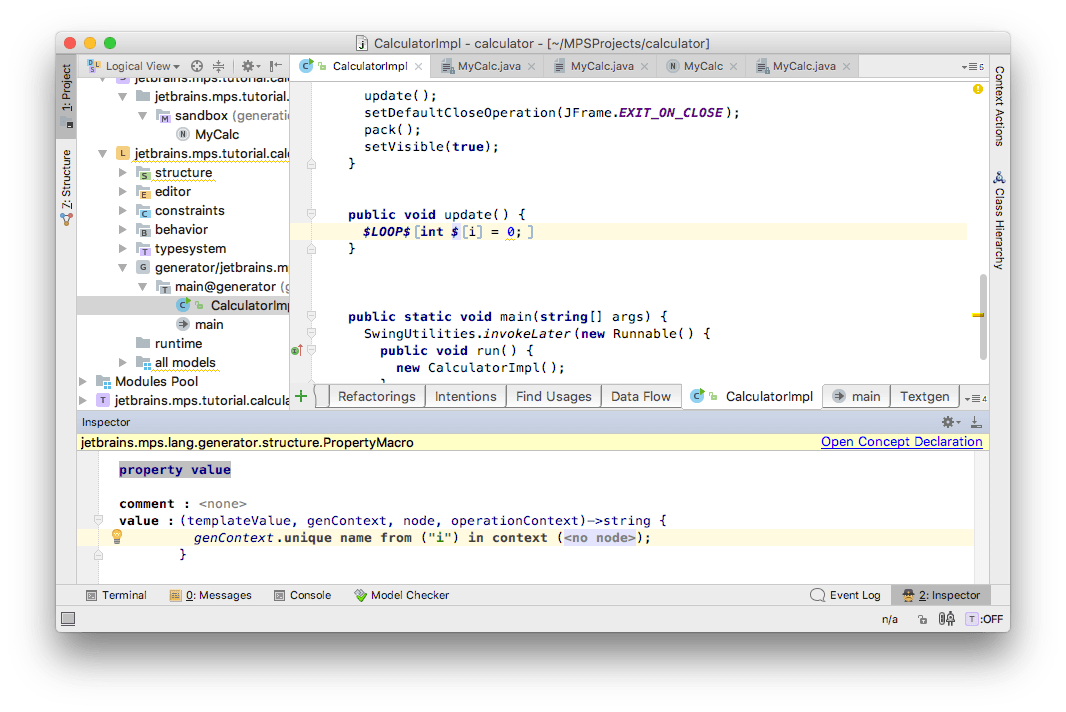 CalculatorImpl - calculator - [~/MPSProjects/calculator]
1: Project
Z: Structure
Logical View
jetbrains.mps.tutorial.calc
jetbrains.mps.tutorial.
sandbox (generatio
MyCalc
jetbrains.mps.tutorial.cal
structure
editor
constraints
behavior
typesystem
generator/jetbrains.m
main@generator (g
CalculatorImp
main
runtime
all models
Modules Pool
jetbrains.mps.tutorial.calcula
CalculatorImpl
MyCalc.java
MyCalc.java
MyCalc
MyCalc.java
5
update();
setDefaultCloseOperation(JFrame.EXIT_ON_CLOSE);
pack();
setVisible(true);
}
public void update() {
$LOOP$[int $[i] = 0; ]
}
public static void main(string[] args) {
SwingUtilities.invokeLater(new Runnable() {
public void run() {
new CalculatorImpl();
}
Context Actions
Class Hierarchy
Refactorings
Intentions
Find Usages
Data Flow
CalculatorImpl
main
Textgen
4
Inspector
jetbrains.mps.lang.generator.structure.PropertyMacro
Open Concept Declaration
property value
comment : <none>
value : (templateValue, genContext, node, operationContext)->string {
genContext.unique name from ("i") in context (<no node>);
}
Terminal
0: Messages
Console
Model Checker
Event Log
2: Inspector
n/a
T :OFF